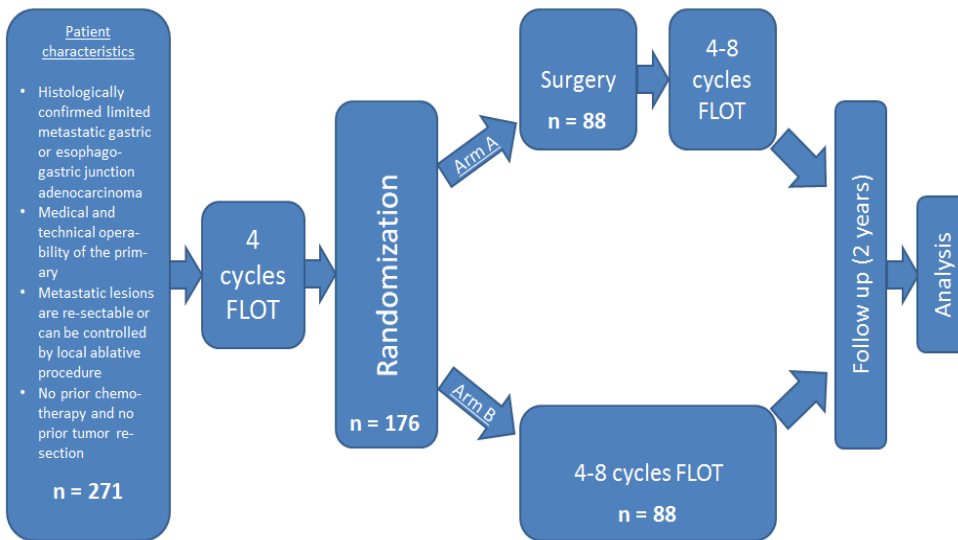 Patient
characteristics
• Histologically
confirmed limited
metastatic gastric
or esophago-
gastric junction
adenocarcinoma
• Medical and
technical opera-
bility of the prim-
ary
• Metastatic lesions
are re-sectable or
can be controlled
by local ablative
procedure
• No prior chemo-
therapy and no
prior tumor re-
section
n = 271
4
cycles
FLOT
Randomization
n = 176
Arm A
Surgery
n = 88
4-8
cycles
FLOT
Arm B
4-8 cycles FLOT
n = 88
Follow up (2 years)
Analysis